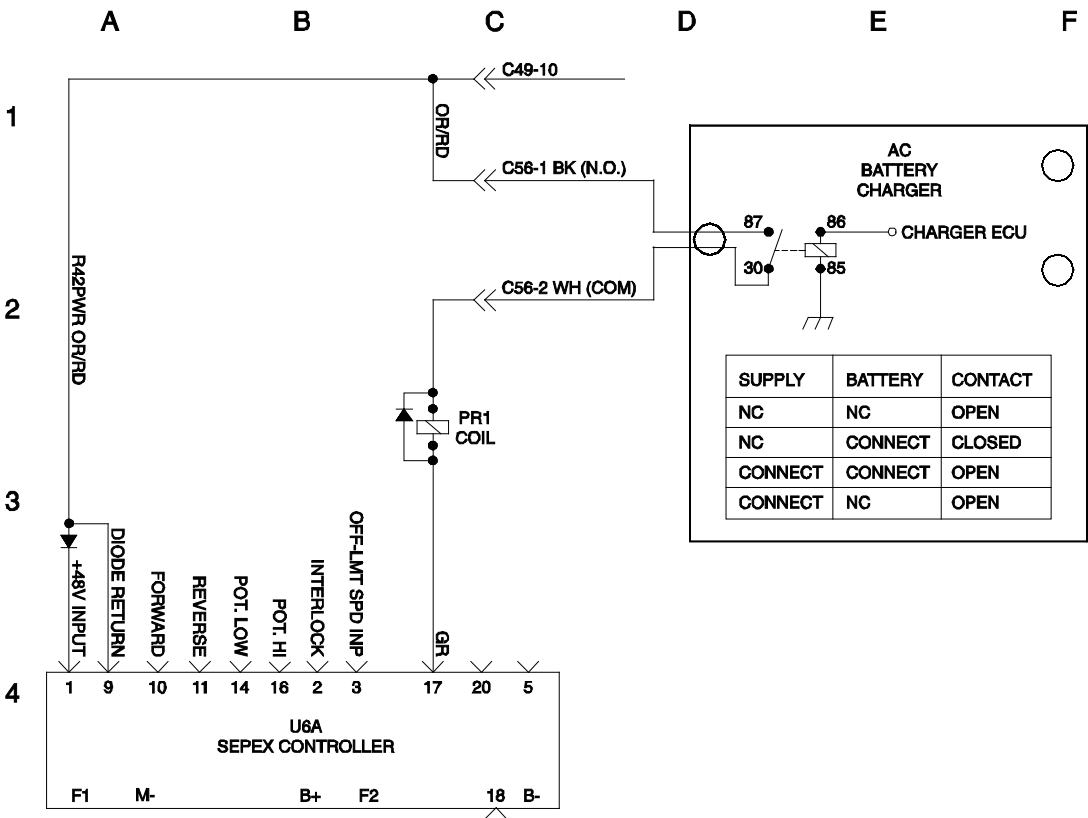 A B C D E F
1
2
3
4
C49-10
OR/RD
C56-1 BK (N.O.)
C56-2 WH (COM)
R42PWR OR/RD
AC
BATTERY
CHARGER
87 86
CHARGER ECU
30 85
SUPPLY BATTERY CONTACT
NC NC OPEN
NC CONNECT CLOSED
CONNECT CONNECT OPEN
CONNECT NC OPEN
PR1
COIL
+48V INPUT
DIODE RETURN
FORWARD
REVERSE
POT. LOW
POT. HI
INTERLOCK
OFF-LMT SPD INP
GR
1 9 10 11 14 16 2 3 17 20 5
U6A
SEPEX CONTROLLER
F1 M- B+ F2 18 B-